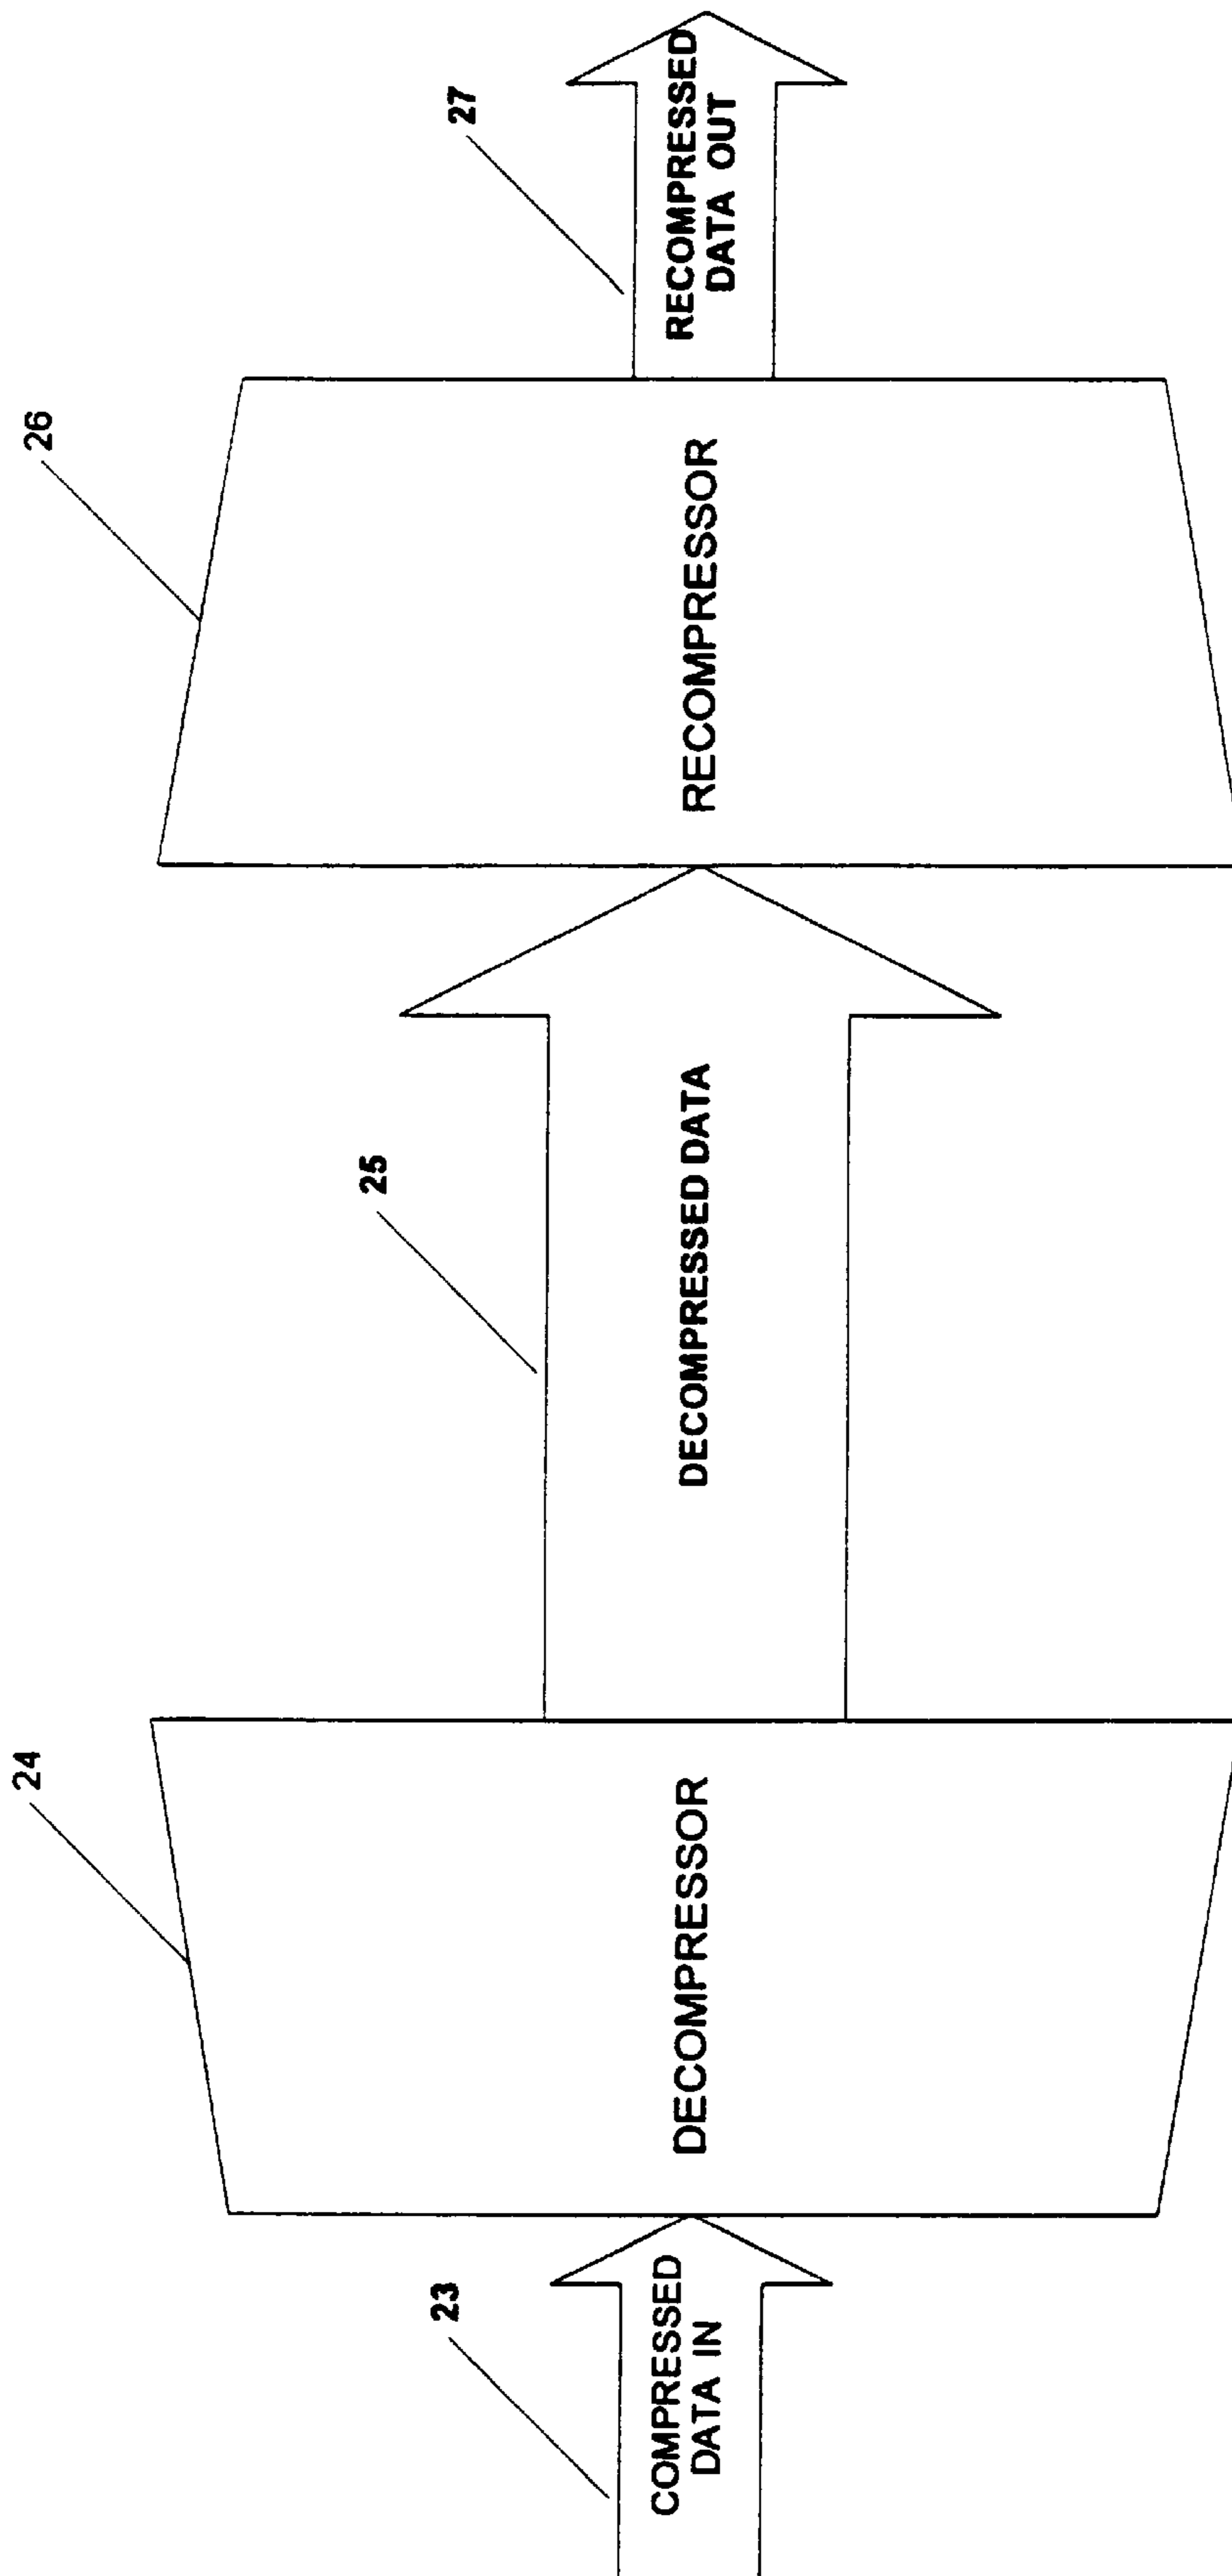 23
COMPRESSED
DATA IN
24
DECOMPRESSOR
25
DECOMPRESSED DATA
26
RECOMPRESSOR
27
RECOMPRESSED
DATA OUT